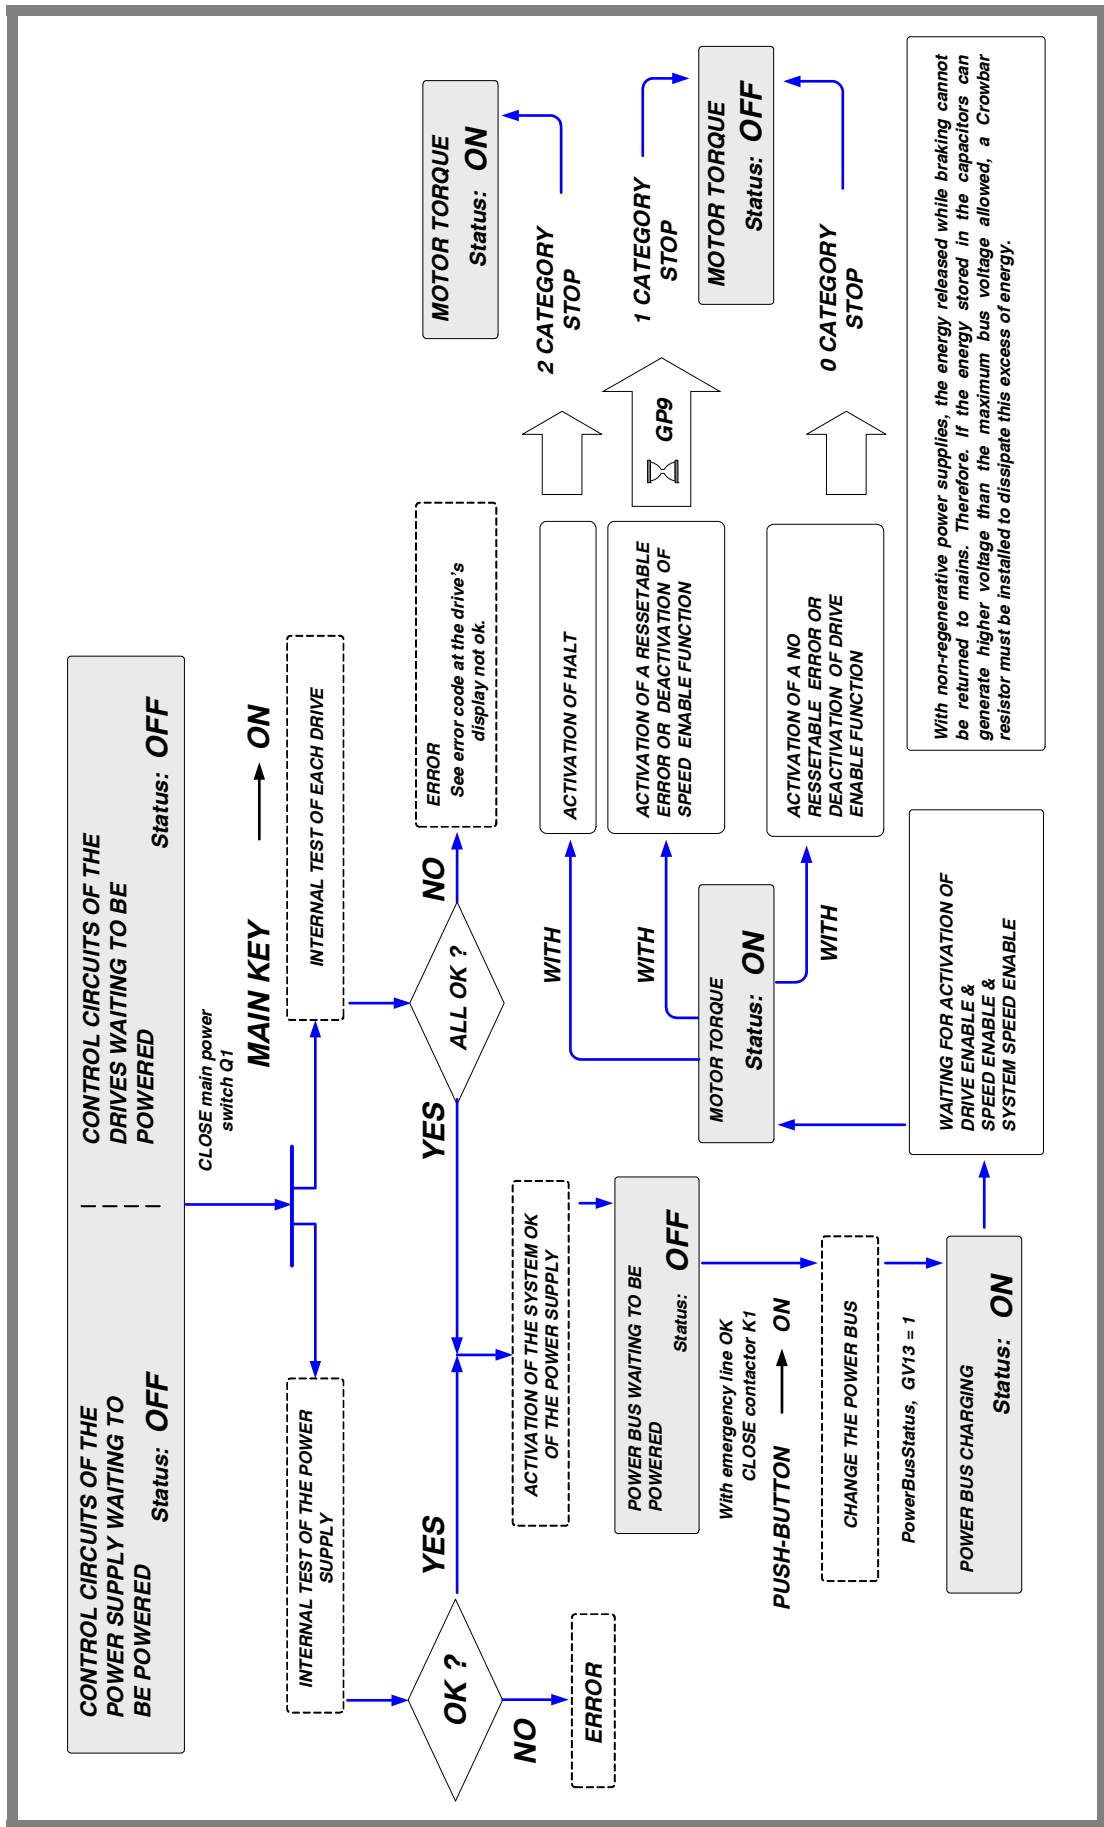 CONTROL CIRCUITS OF THE
POWER SUPPLY WAITING TO
BE POWERED
Status: OFF
CONTROL CIRCUITS OF THE
DRIVES WAITING TO BE
POWERED
Status: OFF
CLOSE main power
switch Q1
MAIN KEY
ON
INTERNAL TEST OF THE POWER
SUPPLY
INTERNAL TEST OF EACH DRIVE
OK ?
YES
NO
ERROR
ALL OK ?
YES
NO
ERROR
See error code at the drive's
display not ok.
ACTIVATION OF THE SYSTEM OK
OF THE POWER SUPPLY
POWER BUS WAITING TO BE
POWERED
Status: OFF
With emergency line OK
CLOSE contactor K1
PUSH-BUTTON
ON
CHANGE THE POWER BUS
PowerBusStatus, GV13 = 1
POWER BUS CHARGING
Status: ON
WAITING FOR ACTIVATION OF
DRIVE ENABLE &
SPEED ENABLE &
SYSTEM SPEED ENABLE
MOTOR TORQUE
Status: ON
WITH
WITH
WITH
ACTIVATION OF HALT
ACTIVATION OF A RESSETABLE
ERROR OR DEACTIVATION OF
SPEED ENABLE FUNCTION
ACTIVATION OF A NO
RESSETABLE ERROR OR
DEACTIVATION OF DRIVE
ENABLE FUNCTION
GP9
2 CATEGORY
STOP
1 CATEGORY
STOP
0 CATEGORY
STOP
MOTOR TORQUE
Status: ON
MOTOR TORQUE
Status: OFF
With non-regenerative power supplies, the energy released while braking cannot
be returned to mains. Therefore. If the energy stored in the capacitors can
generate higher voltage than the maximum bus voltage allowed, a Crowbar
resistor must be installed to dissipate this excess of energy.